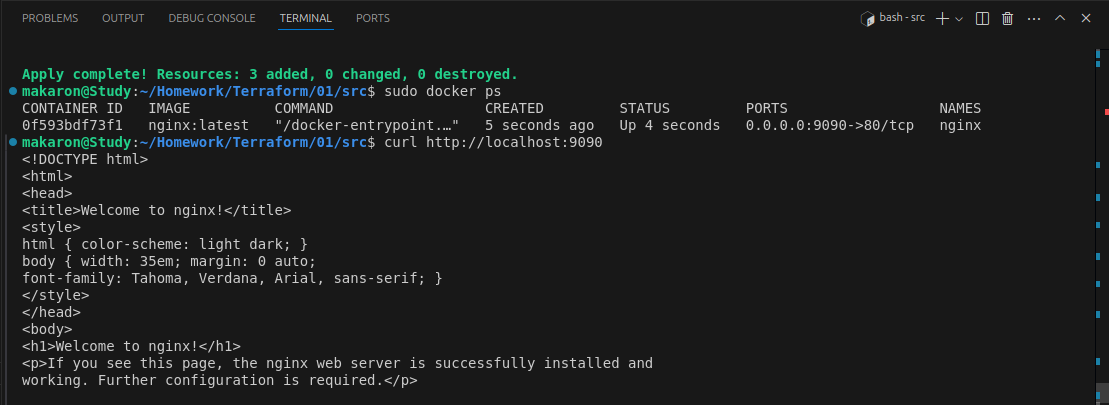 PROBLEMS OUTPUT DEBUG CONSOLE TERMINAL PORTS bash - src
Apply complete! Resources: 3 added, 0 changed, 0 destroyed.
makaron@Study:~/Homework/Terraform/01/src$ sudo docker ps
CONTAINER ID   IMAGE          COMMAND                  CREATED         STATUS         PORTS                  NAMES
0f593bdf73f1   nginx:latest   "/docker-entrypoint.…"   5 seconds ago   Up 4 seconds   0.0.0.0:9090->80/tcp   nginx
makaron@Study:~/Homework/Terraform/01/src$ curl http://localhost:9090
<!DOCTYPE html>
<html>
<head>
<title>Welcome to nginx!</title>
<style>
html { color-scheme: light dark; }
body { width: 35em; margin: 0 auto;
font-family: Tahoma, Verdana, Arial, sans-serif; }
</style>
</head>
<body>
<h1>Welcome to nginx!</h1>
<p>If you see this page, the nginx web server is successfully installed and
working. Further configuration is required.</p>